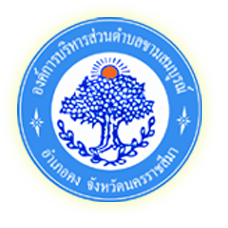 องค์การบริหารส่วนตำบลขามสมบูรณ์
อำเภอคง จังหวัดนครราชสีมา